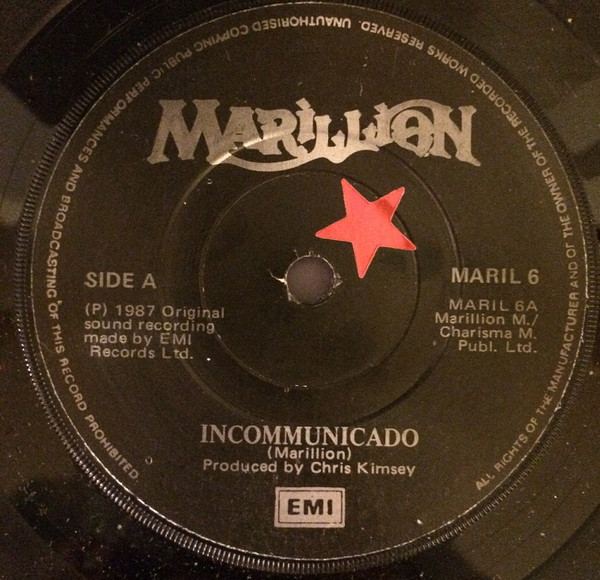 MARILLION
SIDE A
(P) 1987 Original
sound recording
made by EMI
Records Ltd.
MARIL 6
MARIL 6A
Marillion M./
Charisma M.
Publ. Ltd.
INCOMMUNICADO
(Marillion)
Produced by Chris Kimsey
EMI
ALL RIGHTS OF THE MANUFACTURER AND OF THE OWNER OF THE RECORDED WORKS RESERVED. UNAUTHORISED COPYING PUBLIC PERFORMANCES AND BROADCASTING OF THIS RECORD PROHIBITED.